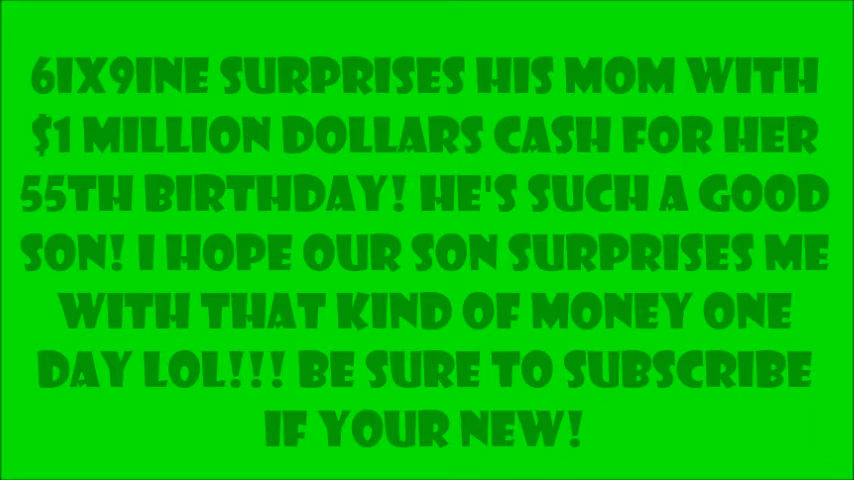 6IX9INE SURPRISES HIS MOM WITH
$1 MILLION DOLLARS CASH FOR HER
55TH BIRTHDAY! HE'S SUCH A GOOD
SON! I HOPE OUR SON SURPRISES ME
WITH THAT KIND OF MONEY ONE
DAY LOL!!! BE SURE TO SUBSCRIBE
IF YOUR NEW!